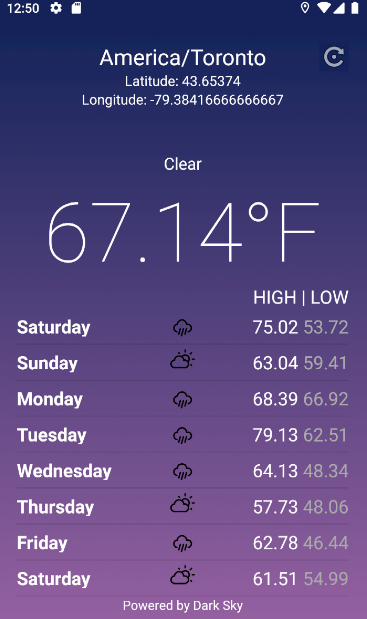 12:50
America/Toronto
Latitude: 43.65374
Longitude: -79.38416666666667
Clear
67.14°F
HIGH | LOW
Saturday 75.02 53.72
Sunday 63.04 59.41
Monday 68.39 66.92
Tuesday 79.13 62.51
Wednesday 64.13 48.34
Thursday 57.73 48.06
Friday 62.78 46.44
Saturday 61.51 54.99
Powered by Dark Sky